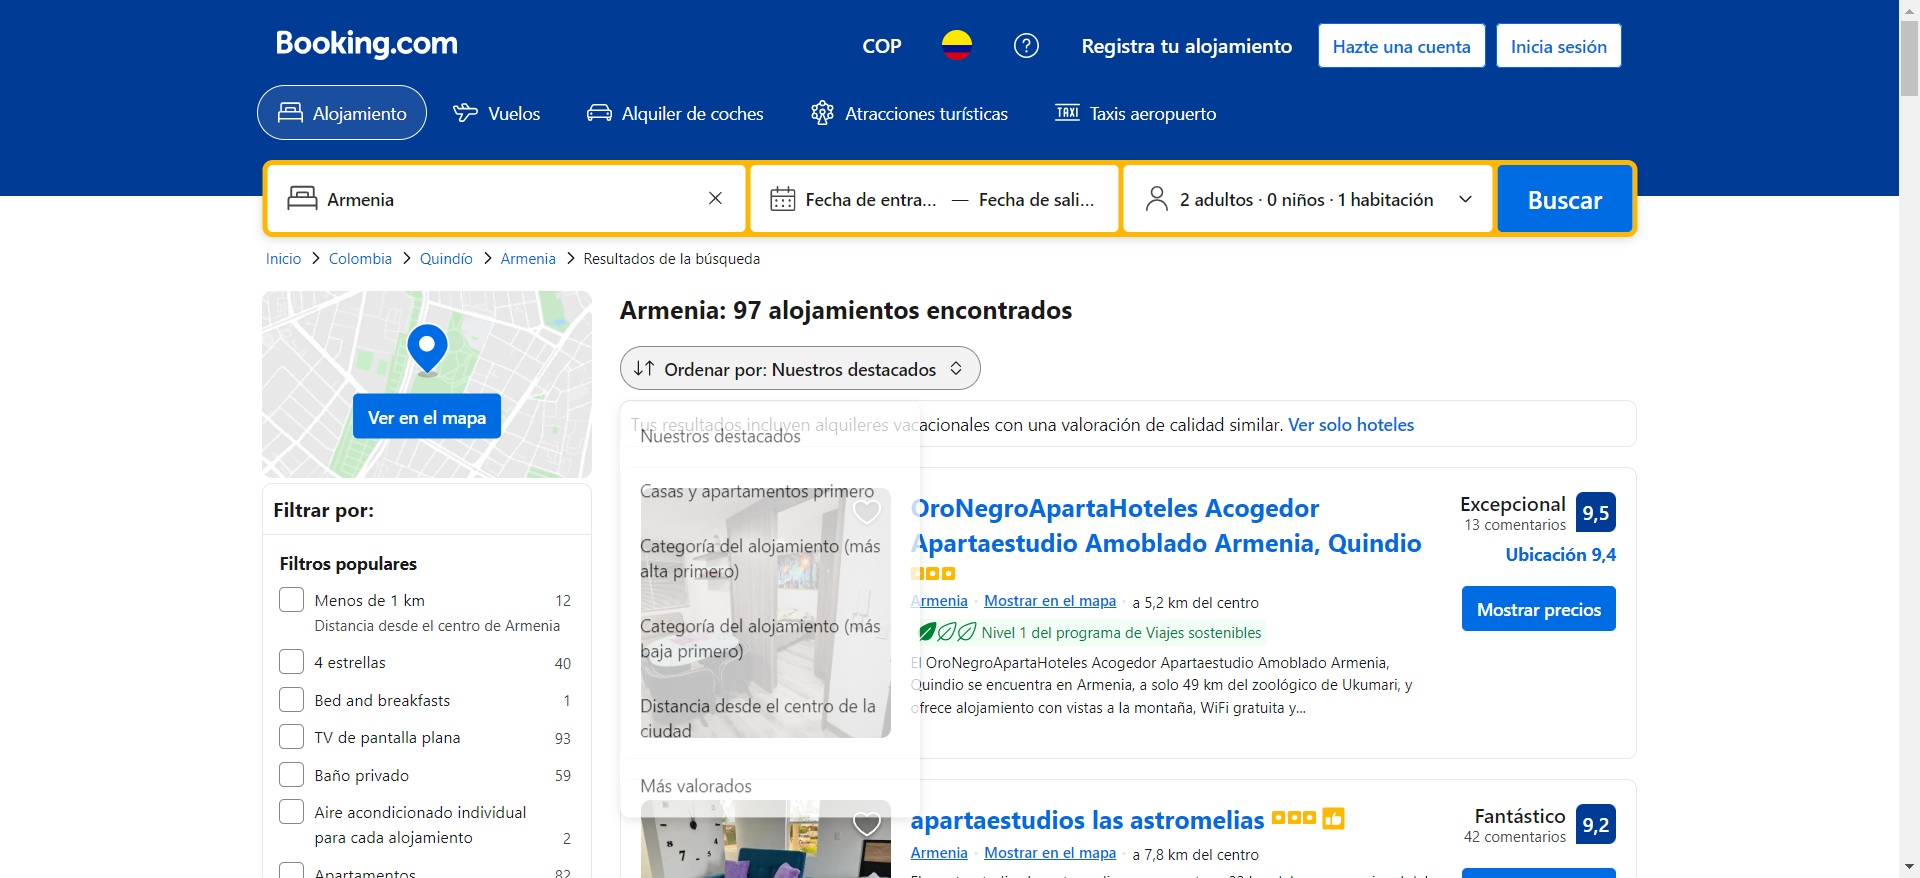 Booking.com
COP
Registra tu alojamiento
Hazte una cuenta
Inicia sesión
Alojamiento
Vuelos
Alquiler de coches
Atracciones turísticas
TAXI
Taxis aeropuerto
Armenia
Fecha de entra... — Fecha de sali...
2 adultos · 0 niños · 1 habitación
Buscar
Inicio > Colombia > Quindío > Armenia > Resultados de la búsqueda
Ver en el mapa
Filtrar por:
Filtros populares
Menos de 1 km 12
Distancia desde el centro de Armenia
4 estrellas 40
Bed and breakfasts 1
TV de pantalla plana 93
Baño privado 59
Aire acondicionado individual
para cada alojamiento 2
Apartamentos 82
Armenia: 97 alojamientos encontrados
Ordenar por: Nuestros destacados
Tus resultados incluyen alquileres vacacionales con una valoración de calidad similar. Ver solo hoteles
Nuestros destacados
Casas y apartamentos primero
Categoría del alojamiento (más
alta primero)
Categoría del alojamiento (más
baja primero)
Distancia desde el centro de la
ciudad
Más valorados
OroNegroApartaHoteles Acogedor
Apartaestudio Amoblado Armenia, Quindio
Armenia · Mostrar en el mapa · a 5,2 km del centro
Nivel 1 del programa de Viajes sostenibles
El OroNegroApartaHoteles Acogedor Apartaestudio Amoblado Armenia,
Quindio se encuentra en Armenia, a solo 49 km del zoológico de Ukumari, y
ofrece alojamiento con vistas a la montaña, WiFi gratuita y...
Excepcional
13 comentarios
9,5
Ubicación 9,4
Mostrar precios
apartaestudios las astromelias
Armenia · Mostrar en el mapa · a 7,8 km del centro
Fantástico
42 comentarios
9,2